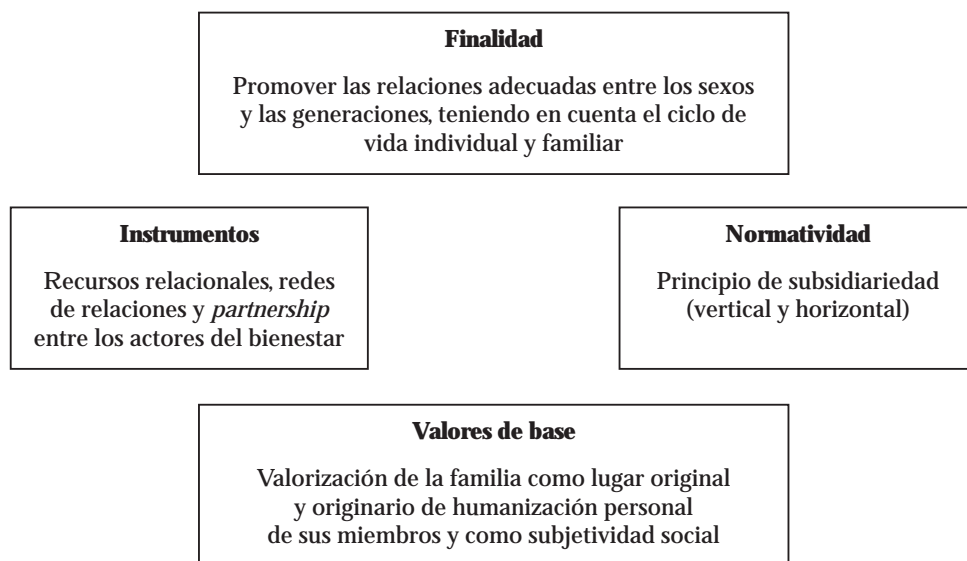 Finalidad
Promover las relaciones adecuadas entre los sexos
y las generaciones, teniendo en cuenta el ciclo de
vida individual y familiar
Instrumentos
Recursos relacionales, redes
de relaciones y partnership
entre los actores del bienestar
Normatividad
Principio de subsidiariedad
(vertical y horizontal)
Valores de base
Valorización de la familia como lugar original
y originario de humanización personal
de sus miembros y como subjetividad social